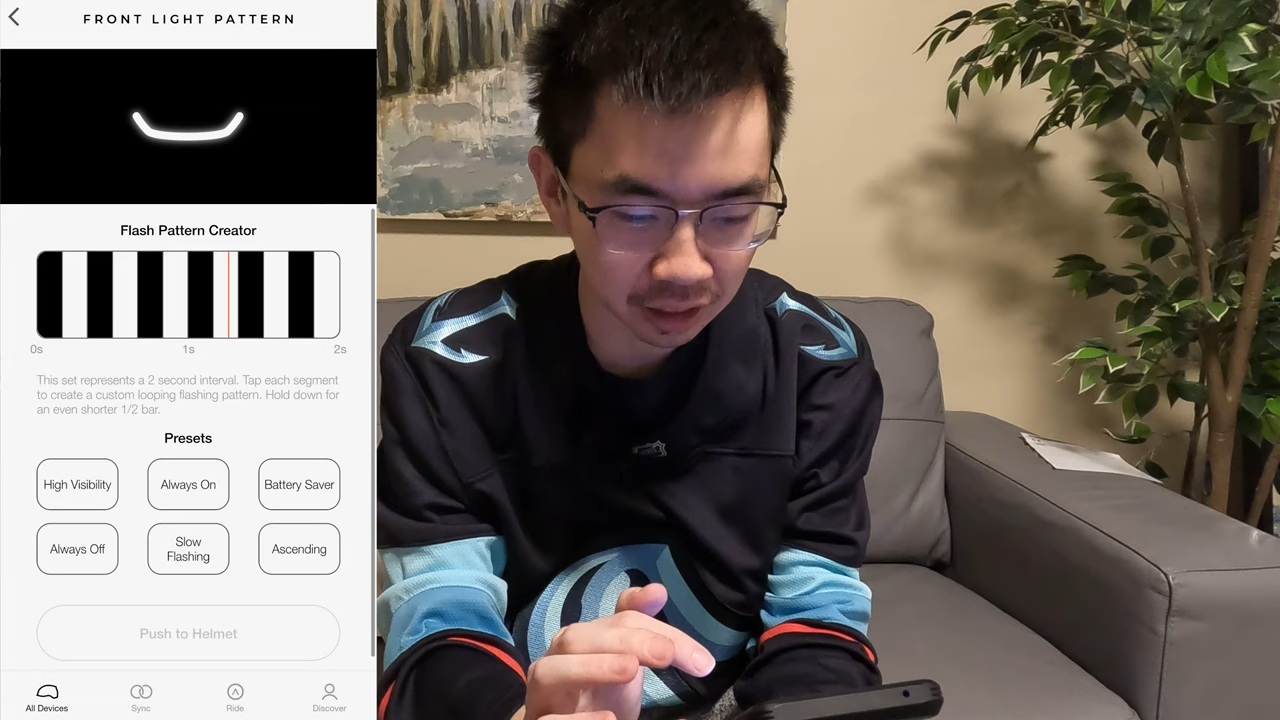 FRONT LIGHT PATTERN
Flash Pattern Creator
0s 1s 2s
This set represents a 2 second interval. Tap each segment
to create a custom looping flashing pattern. Hold down for
an even shorter 1/2 bar.
Presets
High Visibility Always On Battery Saver
Always Off Slow Flashing Ascending
Push to Helmet
All Devices Sync Ride Discover